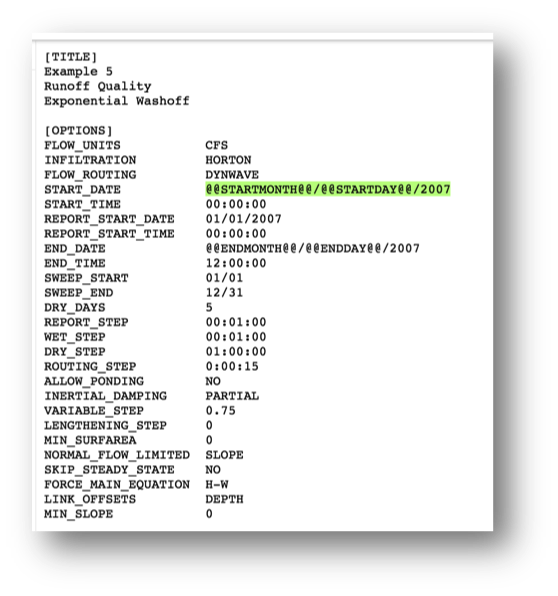 [TITLE]
Example 5
Runoff Quality
Exponential Washoff
[OPTIONS]
FLOW_UNITS CFS
INFILTRATION HORTON
FLOW_ROUTING DYNWAVE
START_DATE @@STARTMONTH@@/@@STARTDAY@@/2007
START_TIME 00:00:00
REPORT_START_DATE 01/01/2007
REPORT_START_TIME 00:00:00
END_DATE @@ENDMONTH@@/@@ENDDAY@@/2007
END_TIME 12:00:00
SWEEP_START 01/01
SWEEP_END 12/31
DRY_DAYS 5
REPORT_STEP 00:01:00
WET_STEP 00:01:00
DRY_STEP 01:00:00
ROUTING_STEP 0:00:15
ALLOW_PONDING NO
INERTIAL_DAMPING PARTIAL
VARIABLE_STEP 0.75
LENGTHENING_STEP 0
MIN_SURFAREA 0
NORMAL_FLOW_LIMITED SLOPE
SKIP_STEADY_STATE NO
FORCE_MAIN_EQUATION H-W
LINK_OFFSETS DEPTH
MIN_SLOPE 0